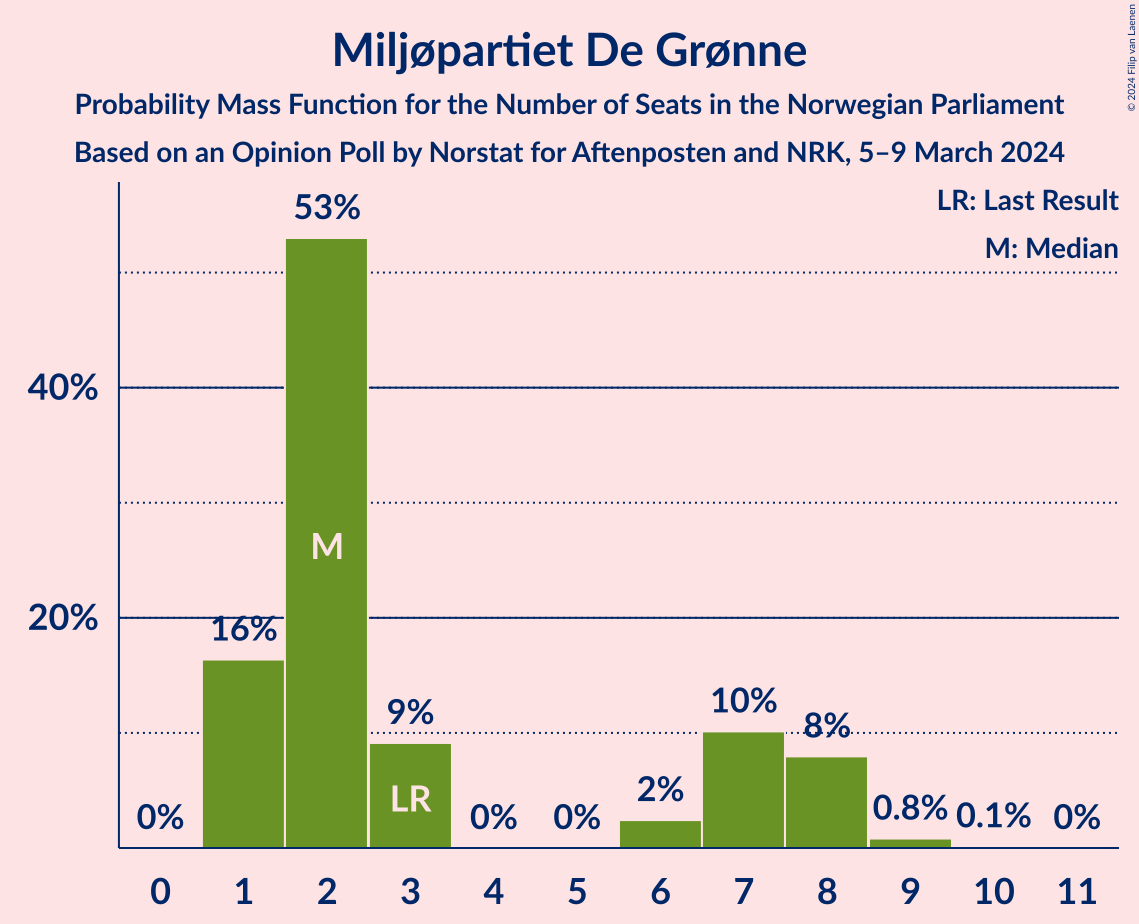 Miljøpartiet De Grønne
Probability Mass Function for the Number of Seats in the Norwegian Parliament
Based on an Opinion Poll by Norstat for Aftenposten and NRK, 5–9 March 2024
© 2024 Filip van Laenen
LR: Last Result
M: Median
40%
20%
0%
16%
53%
9%
0%
0%
2%
10%
8%
0.8%
0.1%
0%
M
LR
0 1 2 3 4 5 6 7 8 9 10 11